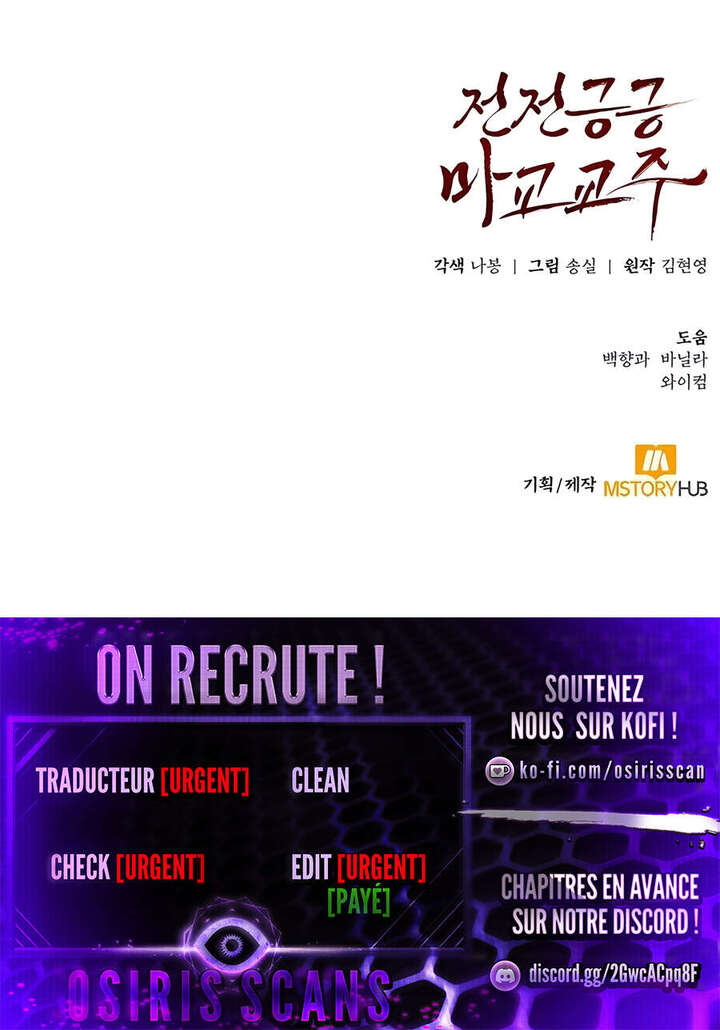 전전긍긍
마교교주
각색 나봉 | 그림 송실 | 원작 김현영
도움
백향과 바닐라
와이컴
기획/제작 MSTORYHUB
ON RECRUTE !
TRADUCTEUR [URGENT]
CLEAN
CHECK [URGENT]
EDIT [URGENT]
[PAYÉ]
OSIRIS SCANS
SOUTENEZ
NOUS SUR KOFI !
ko-fi.com/osirisscan
CHAPITRES EN AVANCE
SUR NOTRE DISCORD !
discord.gg/2GwcACpq8F